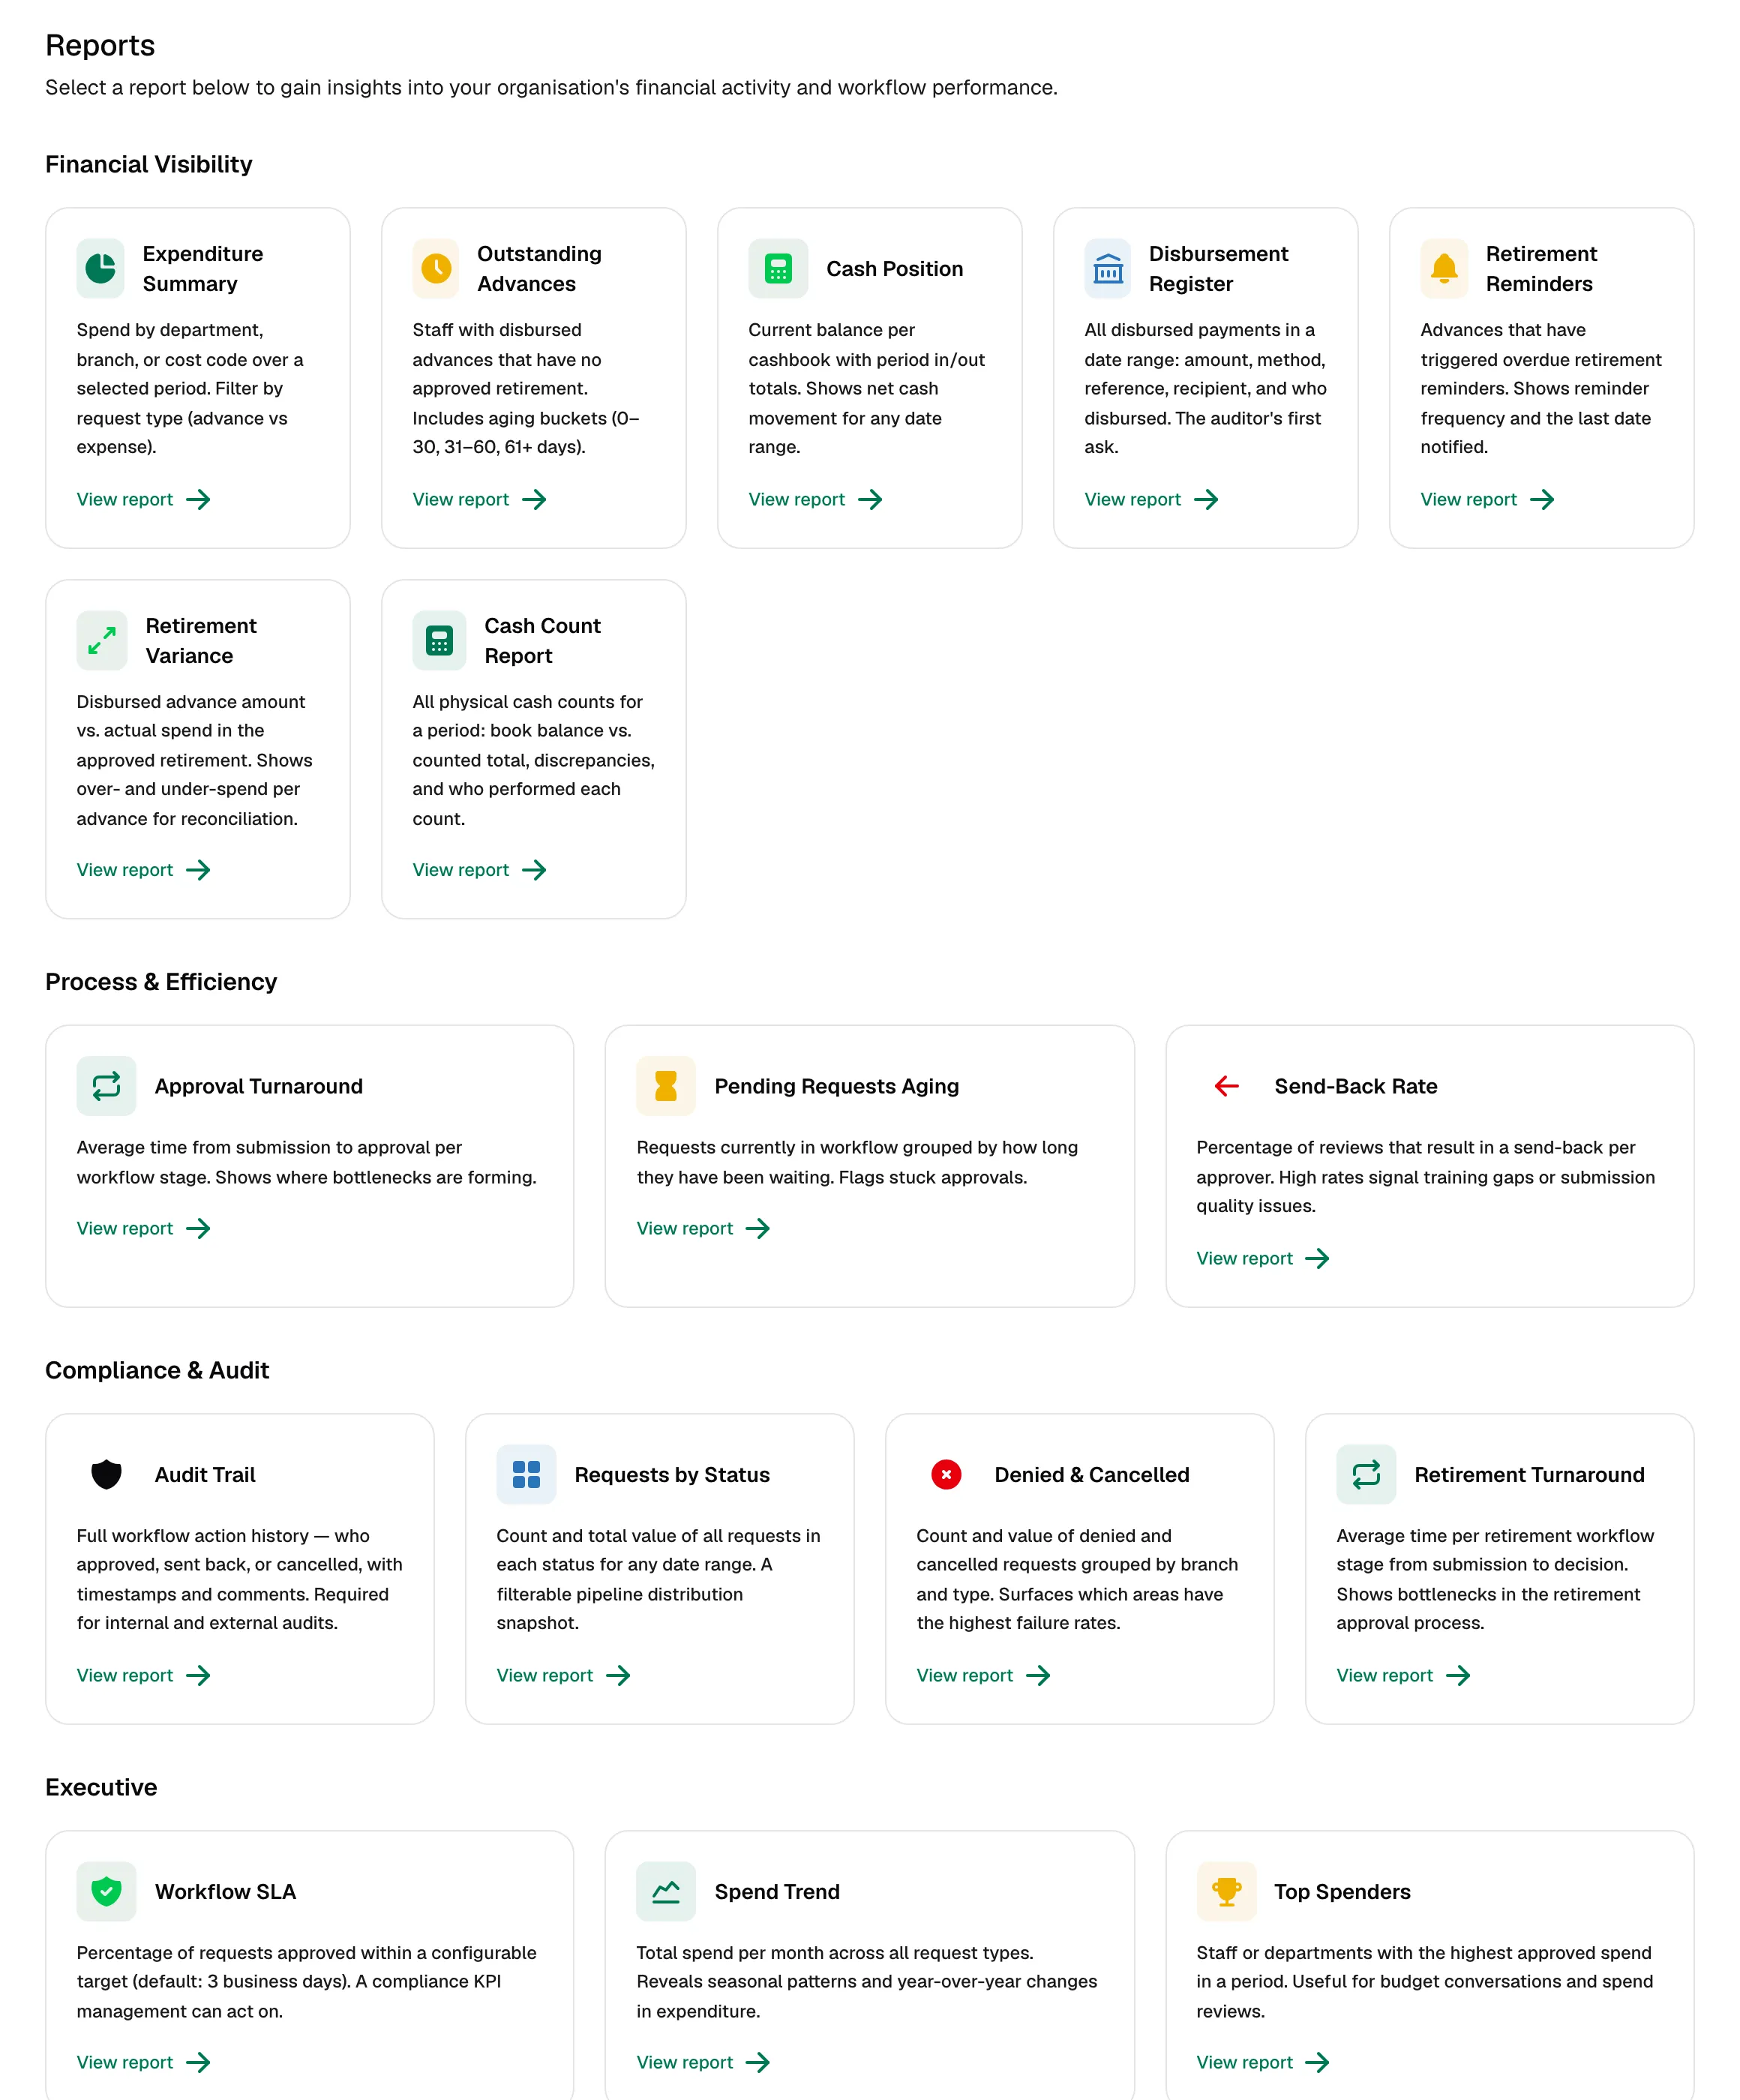 Reports
Select a report below to gain insights into your organisation's financial activity and workflow performance.
Financial Visibility
Expenditure
Summary
Spend by department,
branch, or cost code over a
selected period. Filter by
request type (advance vs
expense).
View report
Outstanding
Advances
Staff with disbursed
advances that have no
approved retirement.
Includes aging buckets (0–
30, 31–60, 61+ days).
View report
Cash Position
Current balance per
cashbook with period in/out
totals. Shows net cash
movement for any date
range.
View report
Disbursement
Register
All disbursed payments in a
date range: amount, method,
reference, recipient, and who
disbursed. The auditor's first
ask.
View report
Retirement
Reminders
Advances that have
triggered overdue retirement
reminders. Shows reminder
frequency and the last date
notified.
View report
Retirement
Variance
Disbursed advance amount
vs. actual spend in the
approved retirement. Shows
over- and under-spend per
advance for reconciliation.
View report
Cash Count
Report
All physical cash counts for
a period: book balance vs.
counted total, discrepancies,
and who performed each
count.
View report
Process & Efficiency
Approval Turnaround
Average time from submission to approval per
workflow stage. Shows where bottlenecks are forming.
View report
Pending Requests Aging
Requests currently in workflow grouped by how long
they have been waiting. Flags stuck approvals.
View report
Send-Back Rate
Percentage of reviews that result in a send-back per
approver. High rates signal training gaps or submission
quality issues.
View report
Compliance & Audit
Audit Trail
Full workflow action history — who
approved, sent back, or cancelled, with
timestamps and comments. Required
for internal and external audits.
View report
Requests by Status
Count and total value of all requests in
each status for any date range. A
filterable pipeline distribution
snapshot.
View report
Denied & Cancelled
Count and value of denied and
cancelled requests grouped by branch
and type. Surfaces which areas have
the highest failure rates.
View report
Retirement Turnaround
Average time per retirement workflow
stage from submission to decision.
Shows bottlenecks in the retirement
approval process.
View report
Executive
Workflow SLA
Percentage of requests approved within a configurable
target (default: 3 business days). A compliance KPI
management can act on.
View report
Spend Trend
Total spend per month across all request types.
Reveals seasonal patterns and year-over-year changes
in expenditure.
View report
Top Spenders
Staff or departments with the highest approved spend
in a period. Useful for budget conversations and spend
reviews.
View report